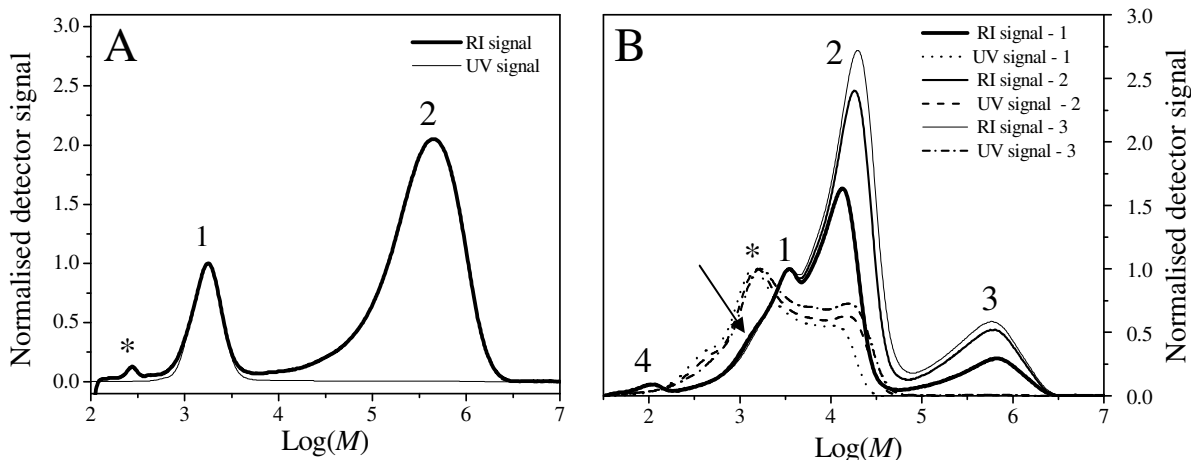 A
RI signal
UV signal
Normalised detector signal
3.0
2.5
2.0
1.5
1.0
0.5
0.0
*
1
2
2 3 4 5 6 7
Log(M)
B
RI signal - 1
UV signal - 1
RI signal - 2
UV signal - 2
RI signal - 3
UV signal - 3
2
*
1
3
4
2 3 4 5 6 7
Log(M)
3.0
2.5
2.0
1.5
1.0
0.5
0.0
Normalised detector signal